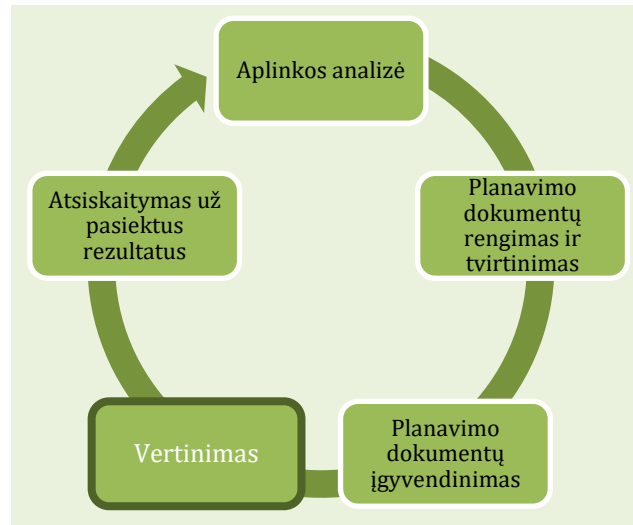 Aplinkos analizė
Planavimo
dokumentų
rengimas ir
tvirtinimas
Planavimo
dokumentų
įgyvendinimas
Vertinimas
Atsiskaitymas už
pasiektus
rezultatus